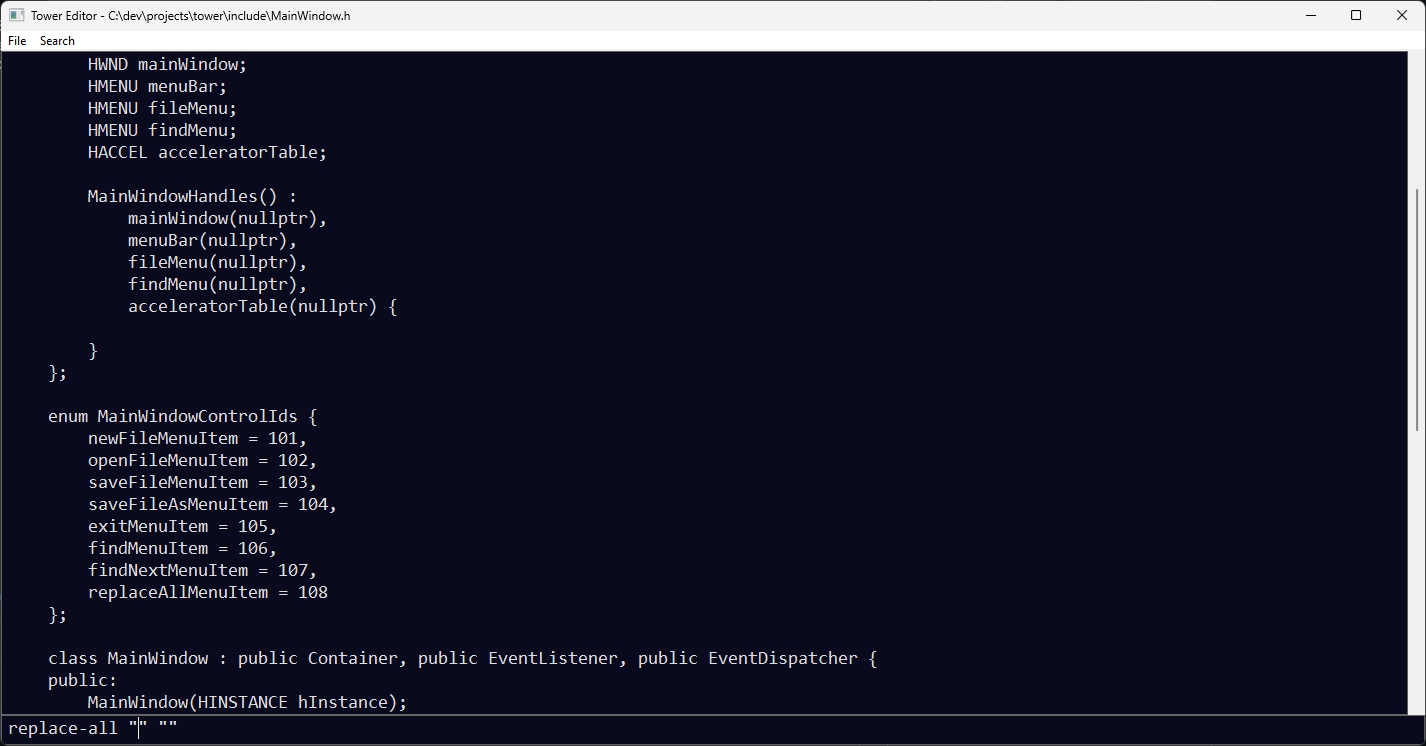 Tower Editor - C:\dev\projects\tower\include\MainWindow.h
File Search
HWND mainWindow;
HMENU menuBar;
HMENU fileMenu;
HMENU findMenu;
HACCEL acceleratorTable;
MainWindowHandles() :
mainWindow(nullptr),
menuBar(nullptr),
fileMenu(nullptr),
findMenu(nullptr),
acceleratorTable(nullptr) {
}
};
enum MainWindowControlIds {
newFileMenuItem = 101,
openFileMenuItem = 102,
saveFileMenuItem = 103,
saveFileAsMenuItem = 104,
exitMenuItem = 105,
findMenuItem = 106,
findNextMenuItem = 107,
replaceAllMenuItem = 108
};
class MainWindow : public Container, public EventListener, public EventDispatcher {
public:
MainWindow(HINSTANCE hInstance);
replace-all "" ""